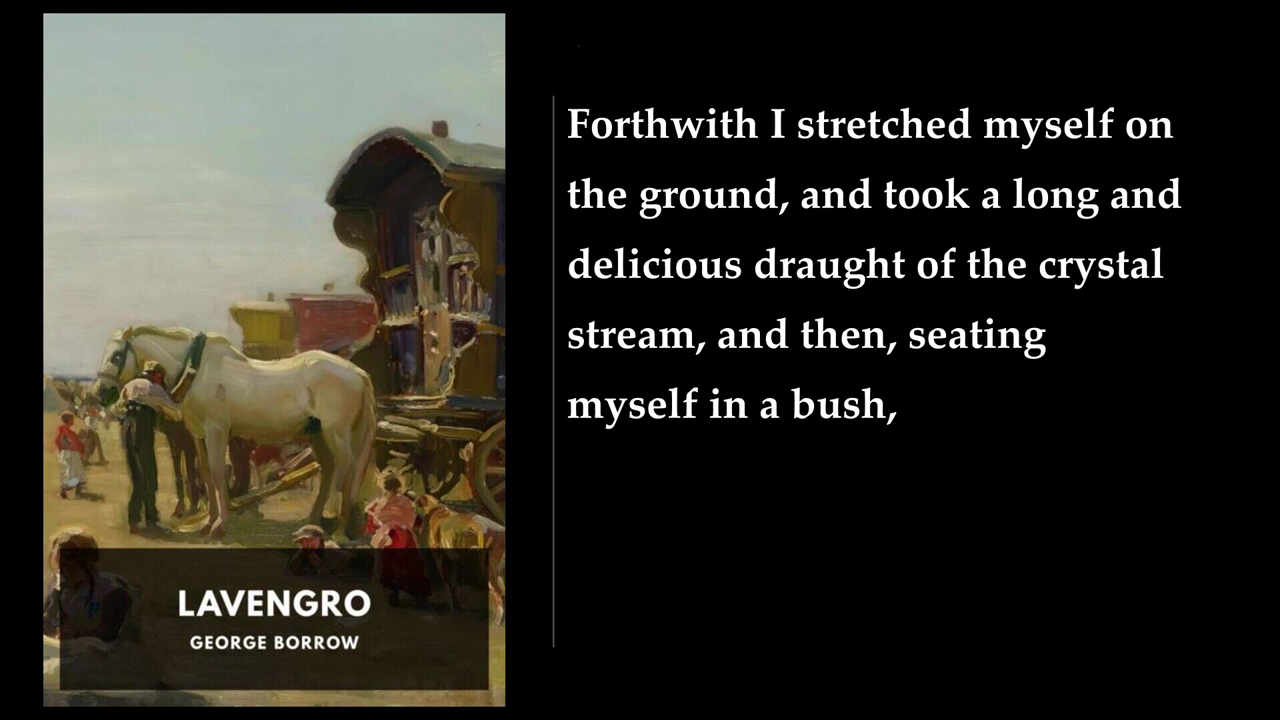 LAVENGRO
GEORGE BORROW
Forthwith I stretched myself on
the ground, and took a long and
delicious draught of the crystal
stream, and then, seating
myself in a bush,